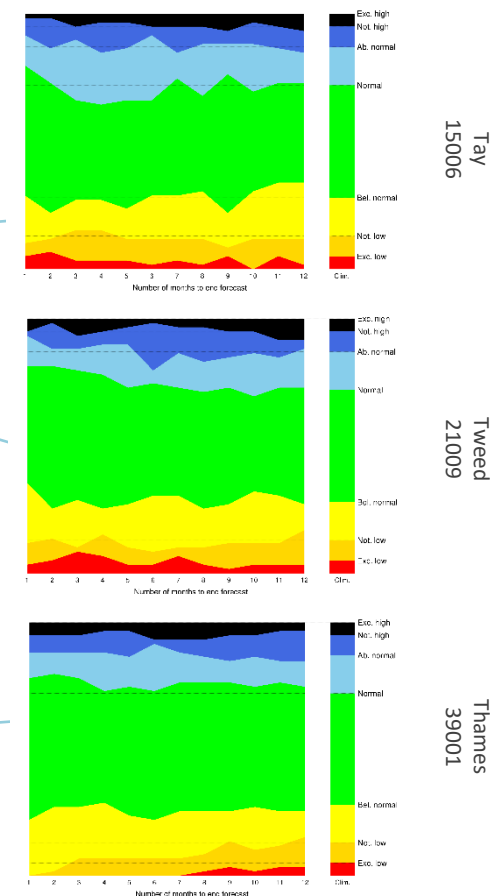 Exc. high
Not. high
Ab. normal
Normal
Bel. normal
Not. low
Exc. low
1 2 3 4 5 6 7 8 9 10 11 12 Clim.
Number of months to end forecast
Tay
15006
Exc. high
Not. high
Ab. normal
Normal
Bel. normal
Not. low
Exc. low
1 2 3 4 5 6 7 8 9 10 11 12 Clim.
Number of months to end forecast
Tweed
21009
Exc. high
Not. high
Ab. normal
Normal
Bel. normal
Not. low
Exc. low
1 2 3 4 5 6 7 8 9 10 11 12 Clim.
Number of months to end forecast
Thames
39001